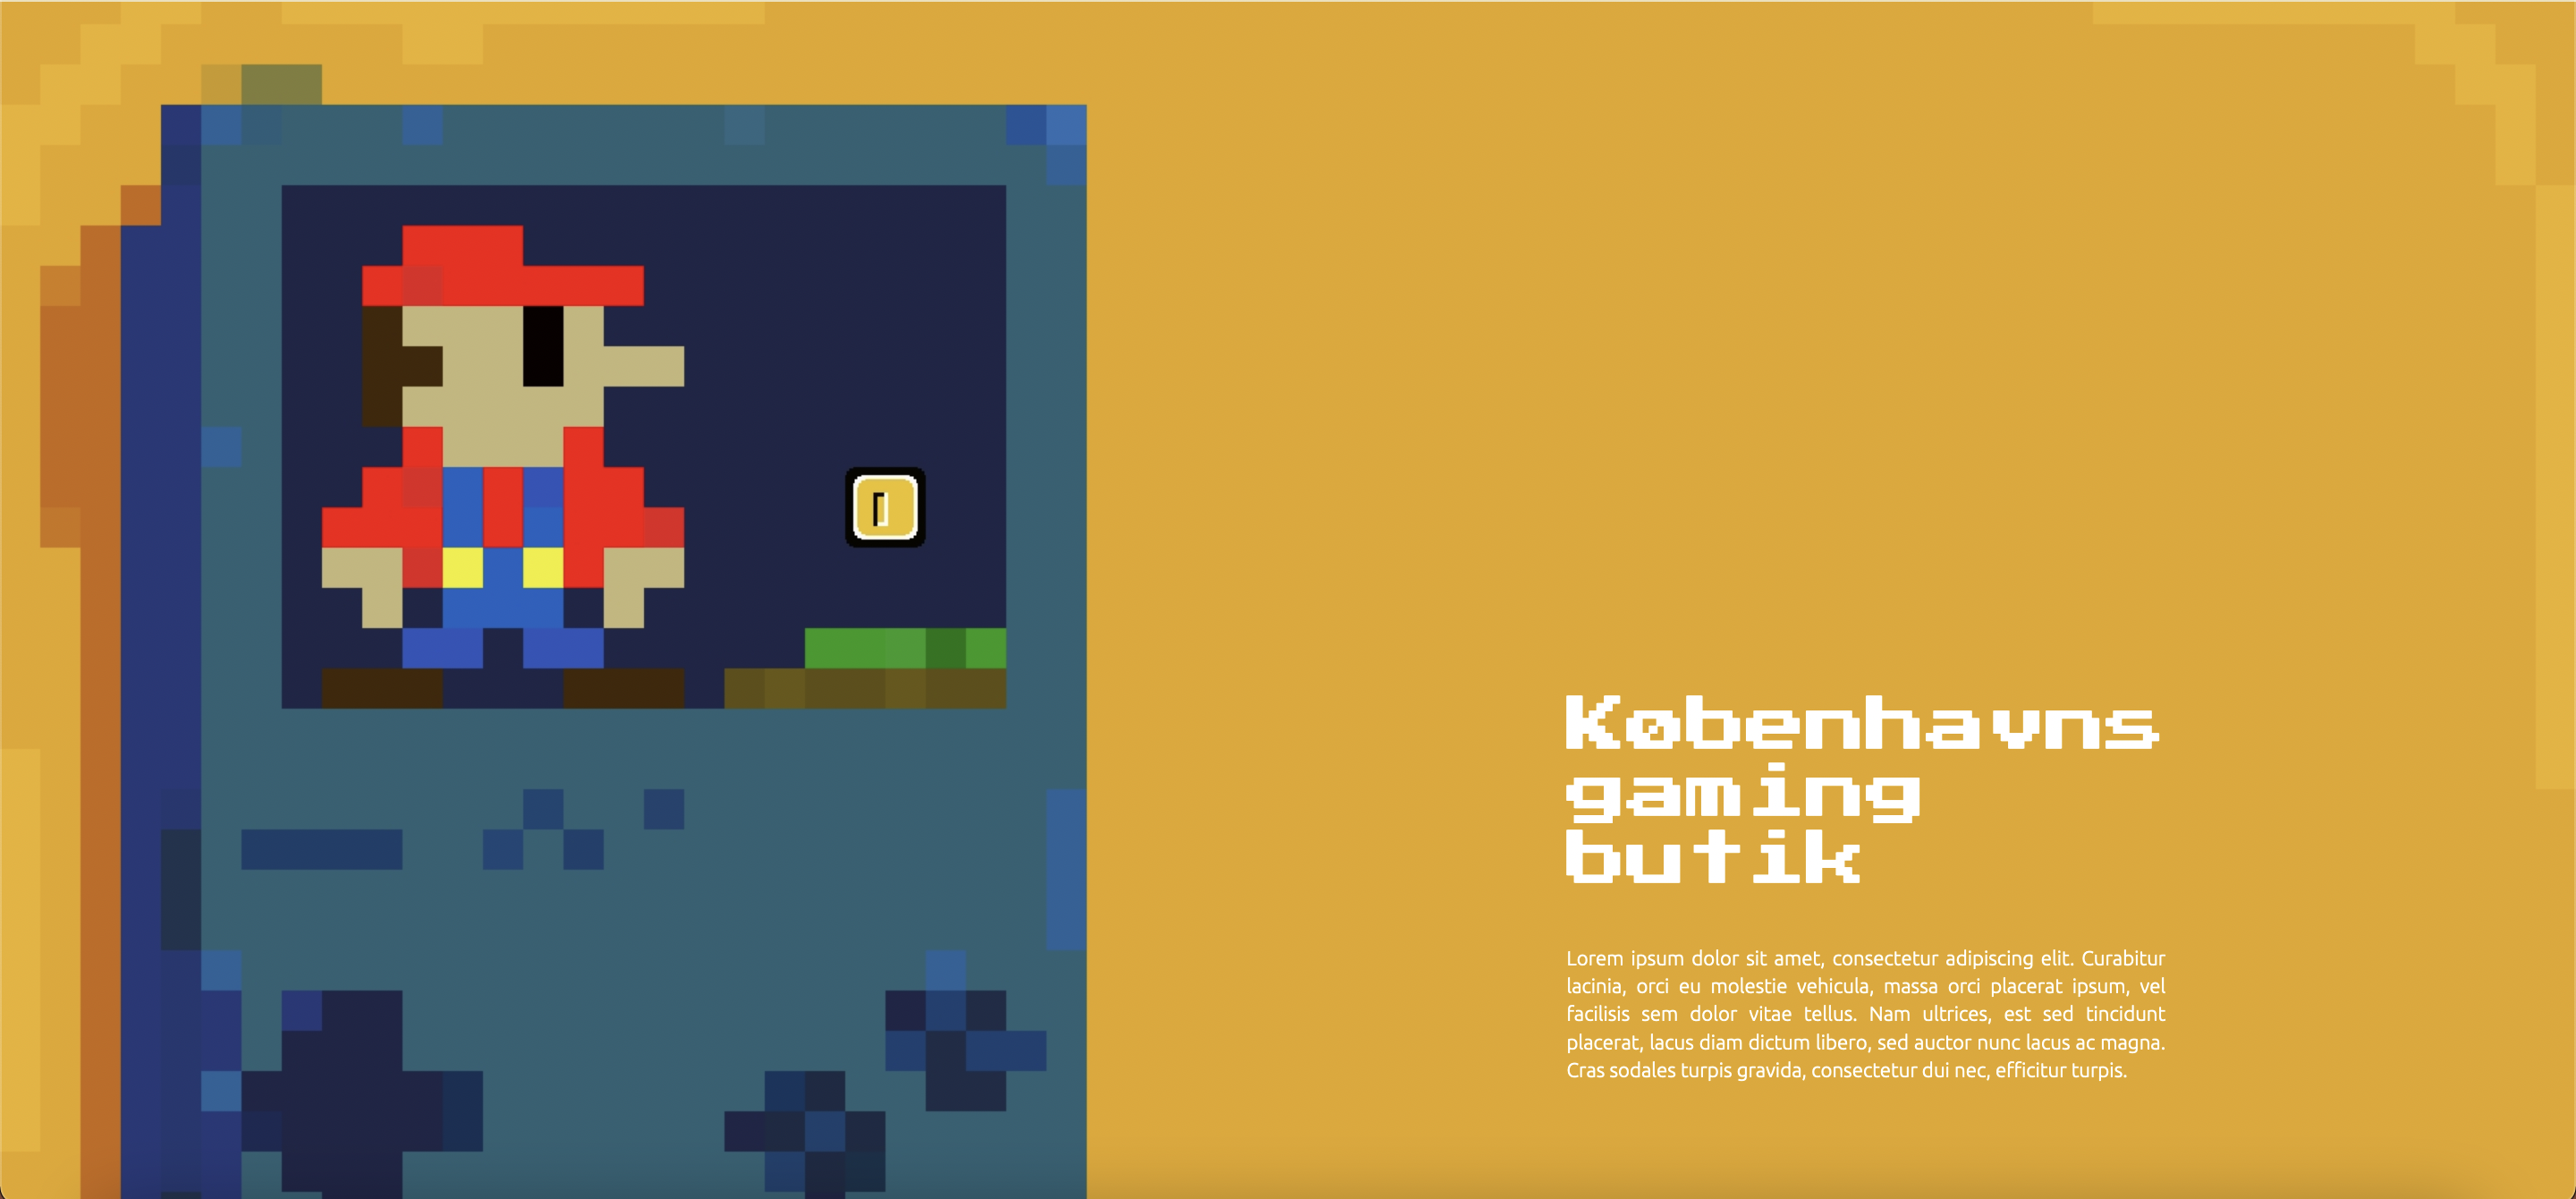 Københavns
gaming
butik
Lorem ipsum dolor sit amet, consectetur adipiscing elit. Curabitur
lacinia, orci eu molestie vehicula, massa orci placerat ipsum, vel
facilisis sem dolor vitae tellus. Nam ultrices, est sed tincidunt
placerat, lacus diam dictum libero, sed auctor nunc lacus ac magna.
Cras sodales turpis gravida, consectetur dui nec, efficitur turpis.